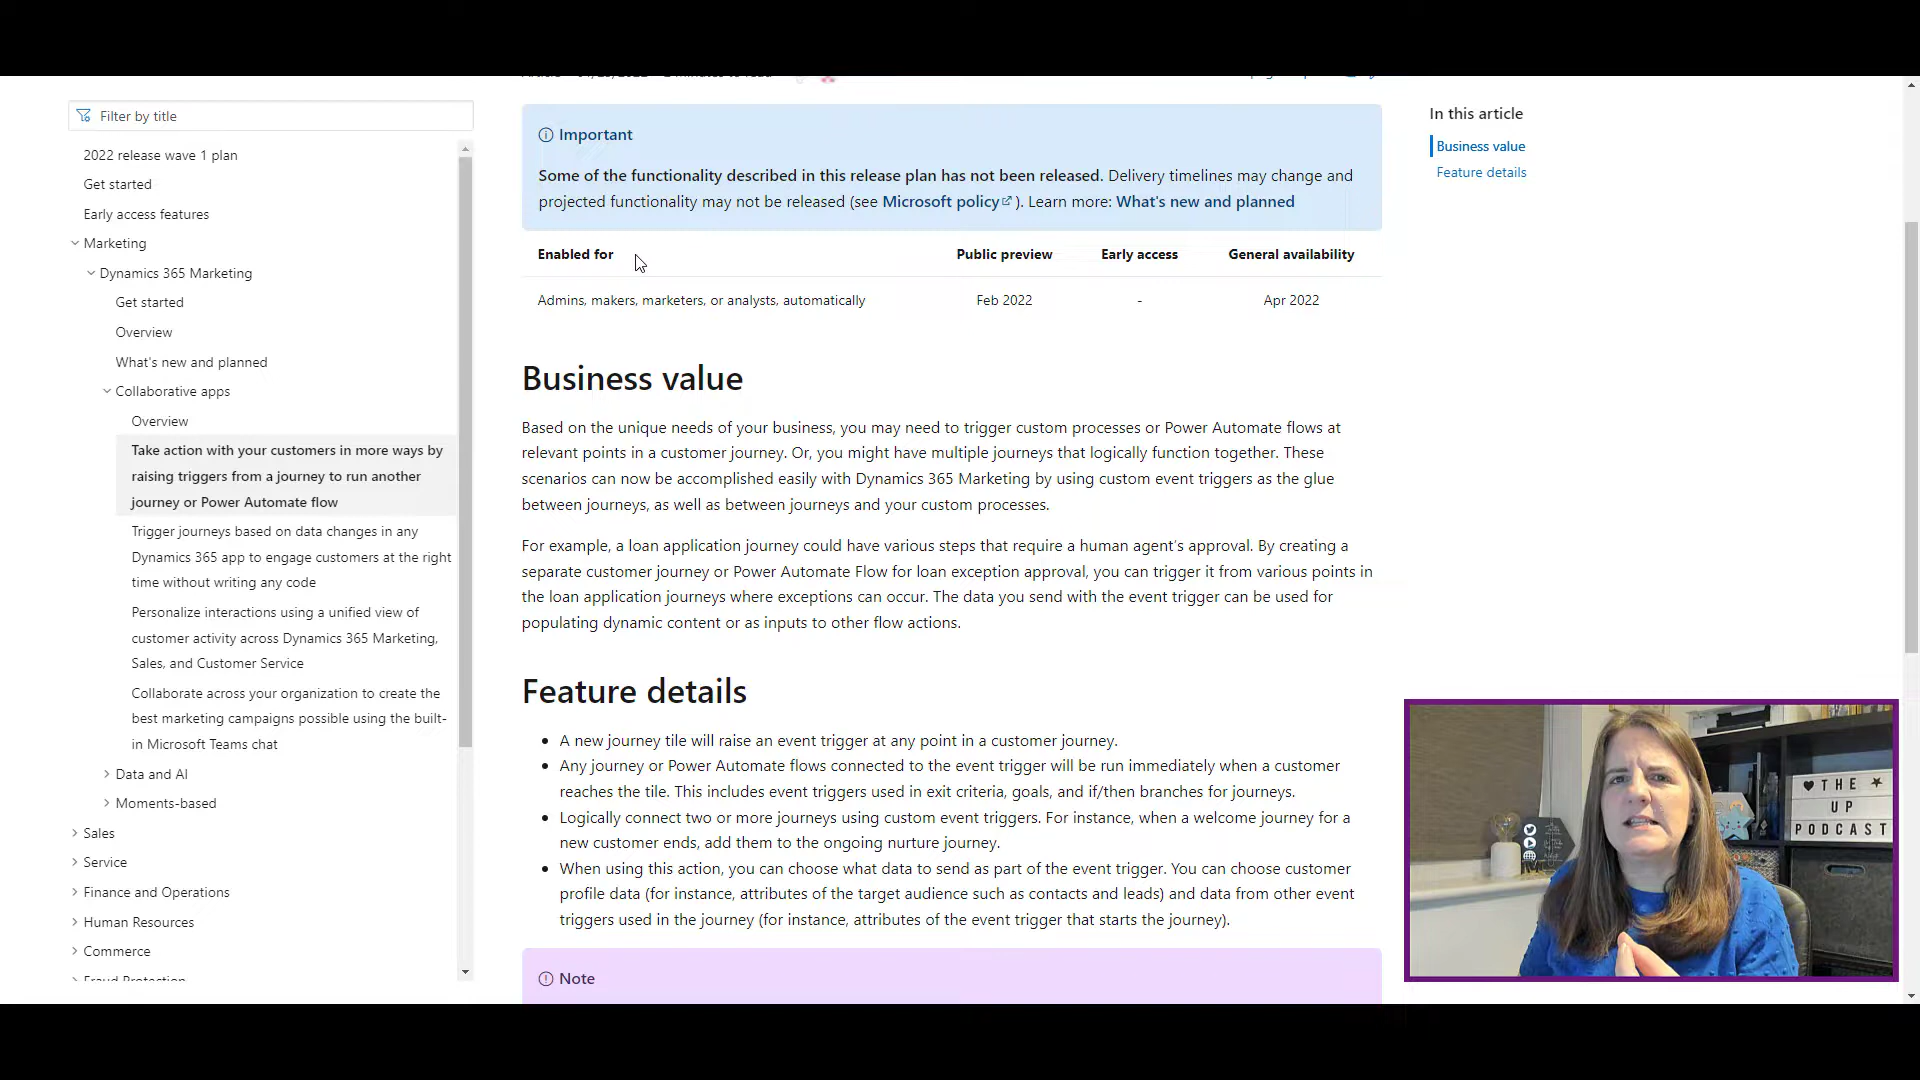 Filter by title
2022 release wave 1 plan
Get started
Early access features
Marketing
Dynamics 365 Marketing
Get started
Overview
What's new and planned
Collaborative apps
Overview
Take action with your customers in more ways by
raising triggers from a journey to run another
journey or Power Automate flow
Trigger journeys based on data changes in any
Dynamics 365 app to engage customers at the right
time without writing any code
Personalize interactions using a unified view of
customer activity across Dynamics 365 Marketing,
Sales, and Customer Service
Collaborate across your organization to create the
best marketing campaigns possible using the built-
in Microsoft Teams chat
Data and AI
Moments-based
Sales
Service
Finance and Operations
Human Resources
Commerce
Fraud Protection
Important
Some of the functionality described in this release plan has not been released. Delivery timelines may change and
projected functionality may not be released (see Microsoft policy ). Learn more: What's new and planned
Enabled for Public preview Early access General availability
Admins, makers, marketers, or analysts, automatically Feb 2022 - Apr 2022
Business value
Based on the unique needs of your business, you may need to trigger custom processes or Power Automate flows at
relevant points in a customer journey. Or, you might have multiple journeys that logically function together. These
scenarios can now be accomplished easily with Dynamics 365 Marketing by using custom event triggers as the glue
between journeys, as well as between journeys and your custom processes.
For example, a loan application journey could have various steps that require a human agent's approval. By creating a
separate customer journey or Power Automate Flow for loan exception approval, you can trigger it from various points in
the loan application journeys where exceptions can occur. The data you send with the event trigger can be used for
populating dynamic content or as inputs to other flow actions.
Feature details
A new journey tile will raise an event trigger at any point in a customer journey.
Any journey or Power Automate flows connected to the event trigger will be run immediately when a customer
reaches the tile. This includes event triggers used in exit criteria, goals, and if/then branches for journeys.
Logically connect two or more journeys using custom event triggers. For instance, when a welcome journey for a
new customer ends, add them to the ongoing nurture journey.
When using this action, you can choose what data to send as part of the event trigger. You can choose customer
profile data (for instance, attributes of the target audience such as contacts and leads) and data from other event
triggers used in the journey (for instance, attributes of the event trigger that starts the journey).
Note
In this article
Business value
Feature details
THE
UP
PODCAST